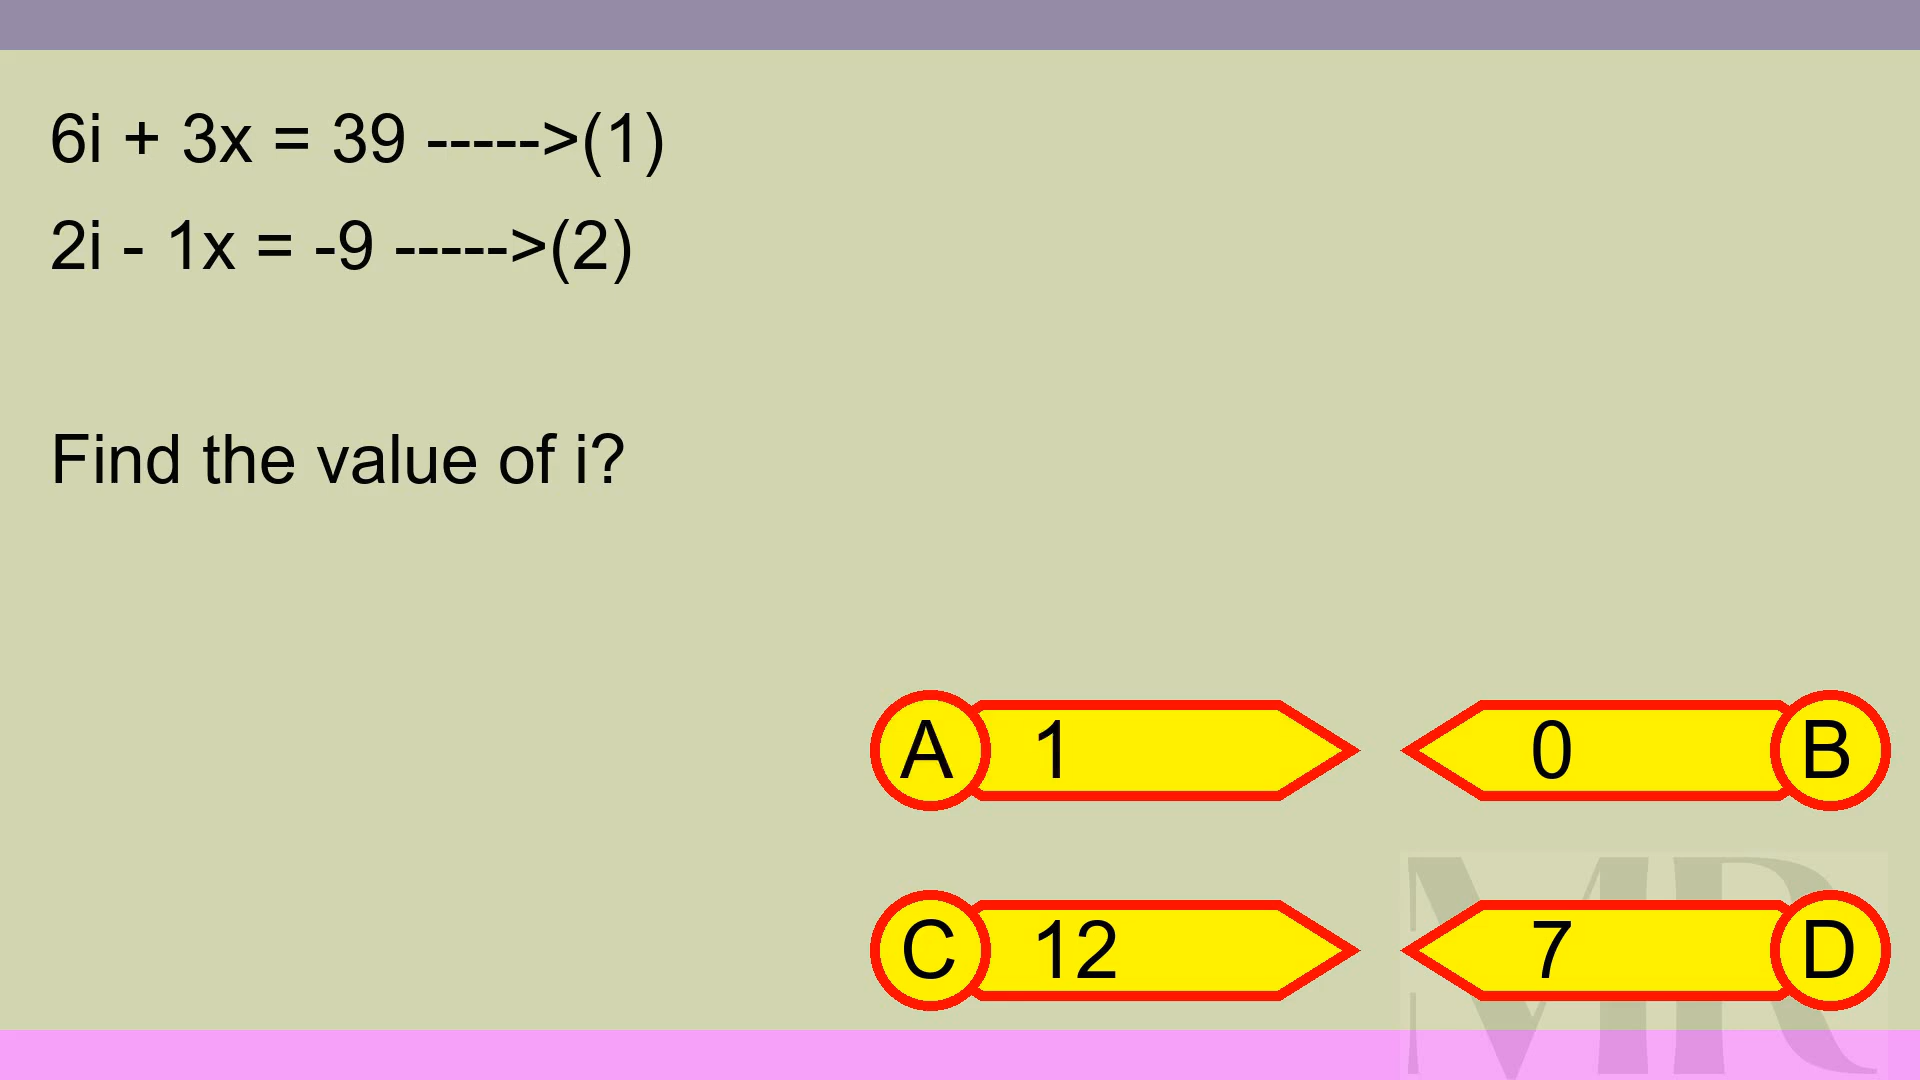 6i + 3x = 39 ----->(1)
2i - 1x = -9 ----->(2)
Find the value of i?
A 1
0 B
C 12
7 D
MR